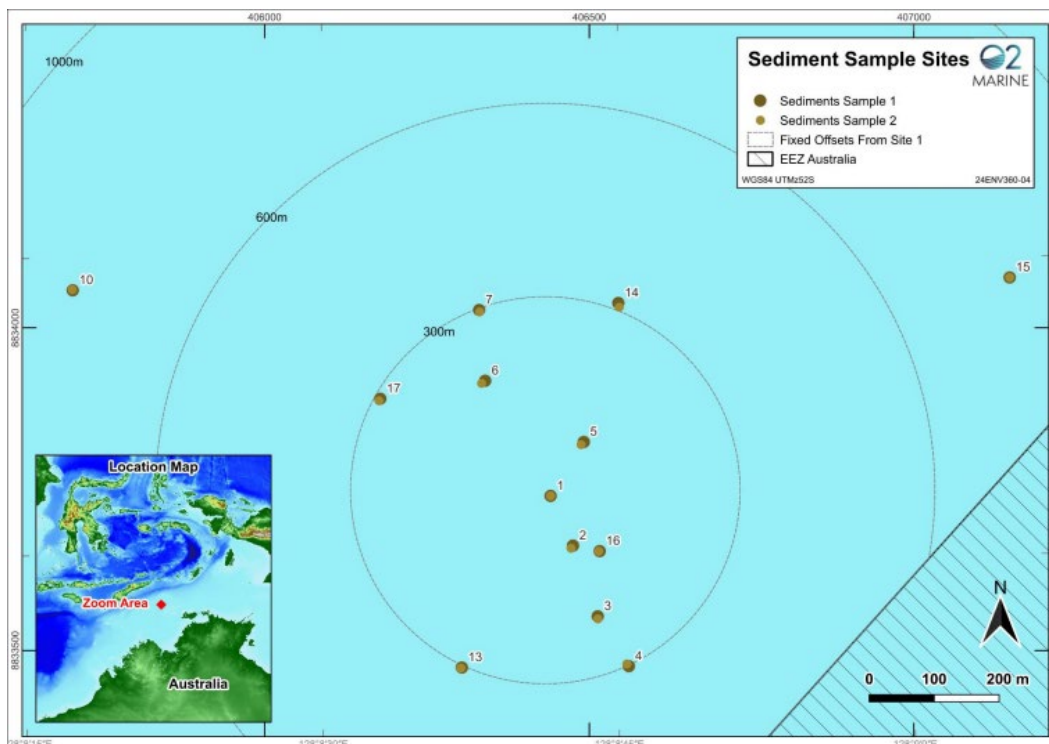 406000 406500 407000
1000m
Sediment Sample Sites O2
MARINE
Sediments Sample 1
Sediments Sample 2
Fixed Offsets From Site 1
EEZ Australia
WGS84 UTMz52S 24ENV360-04
600m
10
15
7
14
8834000
300m
6
17
5
1
Location Map
2
16
Zoom Area
3
N
8833500
13
4
Australia
0 100 200 m